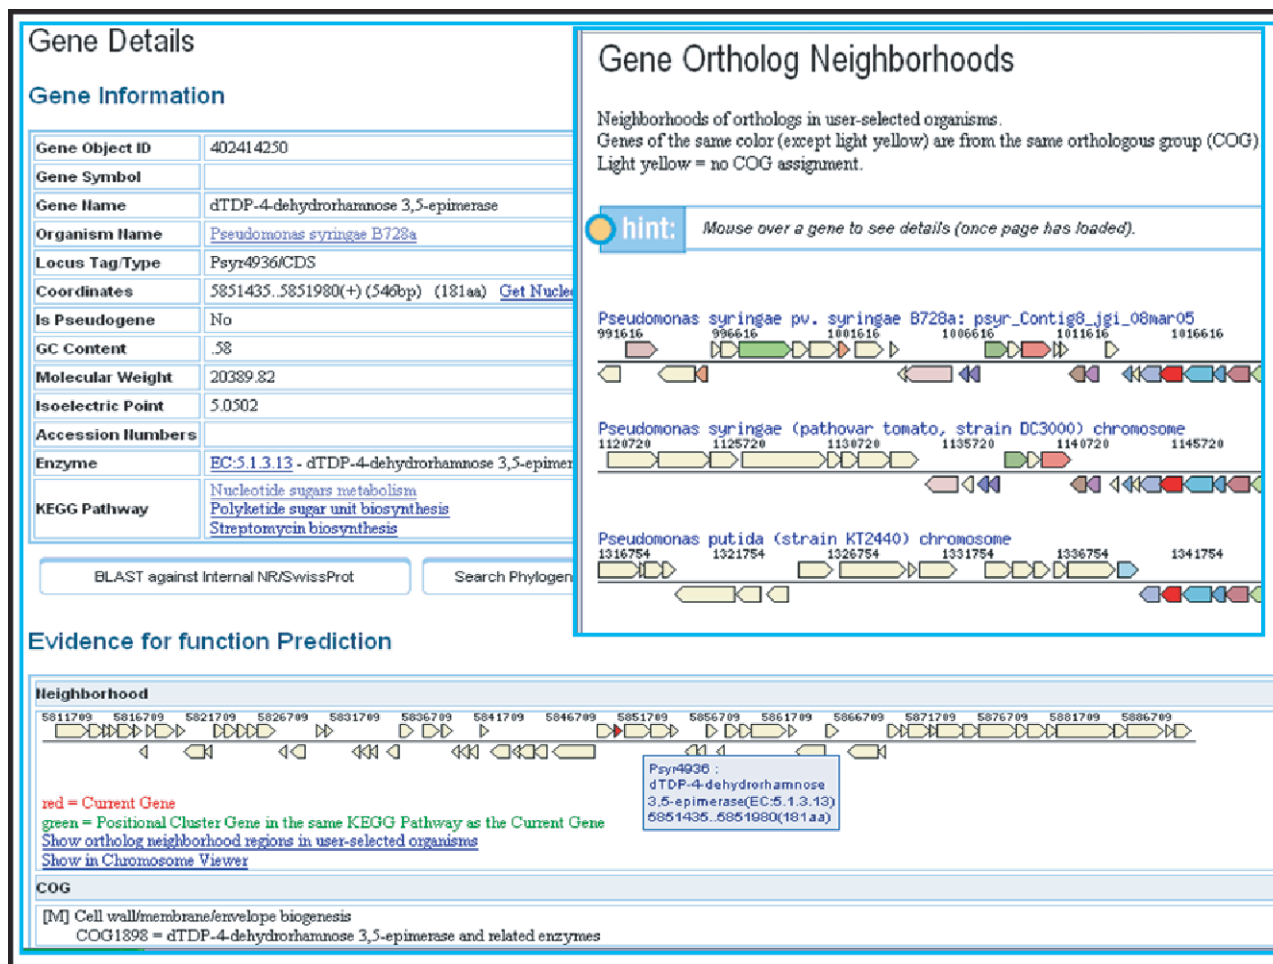 Gene Details
Gene Information
Gene Object ID 402414250
Gene Symbol
Gene Name dTDP-4-dehydrorhamnose 3,5-epimerase
Organism Name Pseudomonas syringae B728a
Locus Tag/Type Psyr4936/CDS
Coordinates 5851435..5851980(+) (546bp) (181aa) Get Nucle
Is Pseudogene No
GC Content .58
Molecular Weight 20389.82
Isoelectric Point 5.0502
Accession Numbers
Enzyme EC:5.1.3.13 - dTDP-4-dehydrorhamnose 3,5-epimer
KEGG Pathway
Nucleotide sugars metabolism
Polyketide sugar unit biosynthesis
Streptomycin biosynthesis
BLAST against Internal NR/SwissProt Search Phylogen
Gene Ortholog Neighborhoods
Neighborhoods of orthologs in user-selected organisms.
Genes of the same color (except light yellow) are from the same orthologous group (COG).
Light yellow = no COG assignment.
hint: Mouse over a gene to see details (once page has loaded).
Pseudomonas syringae pv. syringae B728a: psyr_Contig8_jgi_08mar05
991616 996616 1001616 1006616 1011616 1016616
Pseudomonas syringae (pathovar tomato, strain DC3000) chromosome
1120720 1125720 1130720 1135720 1140720 1145720
Pseudomonas putida (strain KT2440) chromosome
1316754 1321754 1326754 1331754 1336754 1341754
Evidence for function Prediction
Neighborhood
5811709 5816709 5821709 5826709 5831709 5836709 5841709 5846709 5851709 5856709 5861709 5866709 5871709 5876709 5881709 5886709
Psyr4936 :
dTDP-4-dehydrorhamnose
3,5-epimerase(EC:5.1.3.13)
5851435..5851980(181aa)
red = Current Gene
green = Positional Cluster Gene in the same KEGG Pathway as the Current Gene
Show ortholog neighborhood regions in user-selected organisms
Show in Chromosome Viewer
COG
[M] Cell wall/membrane/envelope biogenesis
COG1898 = dTDP-4-dehydrorhamnose 3,5-epimerase and related enzymes